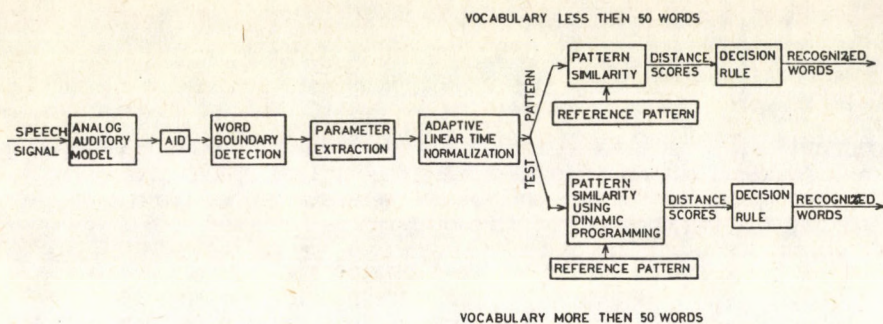 VOCABULARY LESS THEN 50 WORDS
SPEECH
SIGNAL
ANALOG
AUDITORY
MODEL
AID
WORD
BOUNDARY
DETECTION
PARAMETER
EXTRACTION
ADAPTIVE
LINEAR TIME
NORMALIZATION
TEST PATTERN
PATTERN
SIMILARITY
DISTANCE
SCORES
DECISION
RULE
RECOGNIZED
WORDS
REFERENCE PATTERN
PATTERN
SIMILARITY
USING
DINAMIC
PROGRAMMING
DISTANCE
SCORES
DECISION
RULE
RECOGNIZED
WORDS
REFERENCE PATTERN
VOCABULARY MORE THEN 50 WORDS